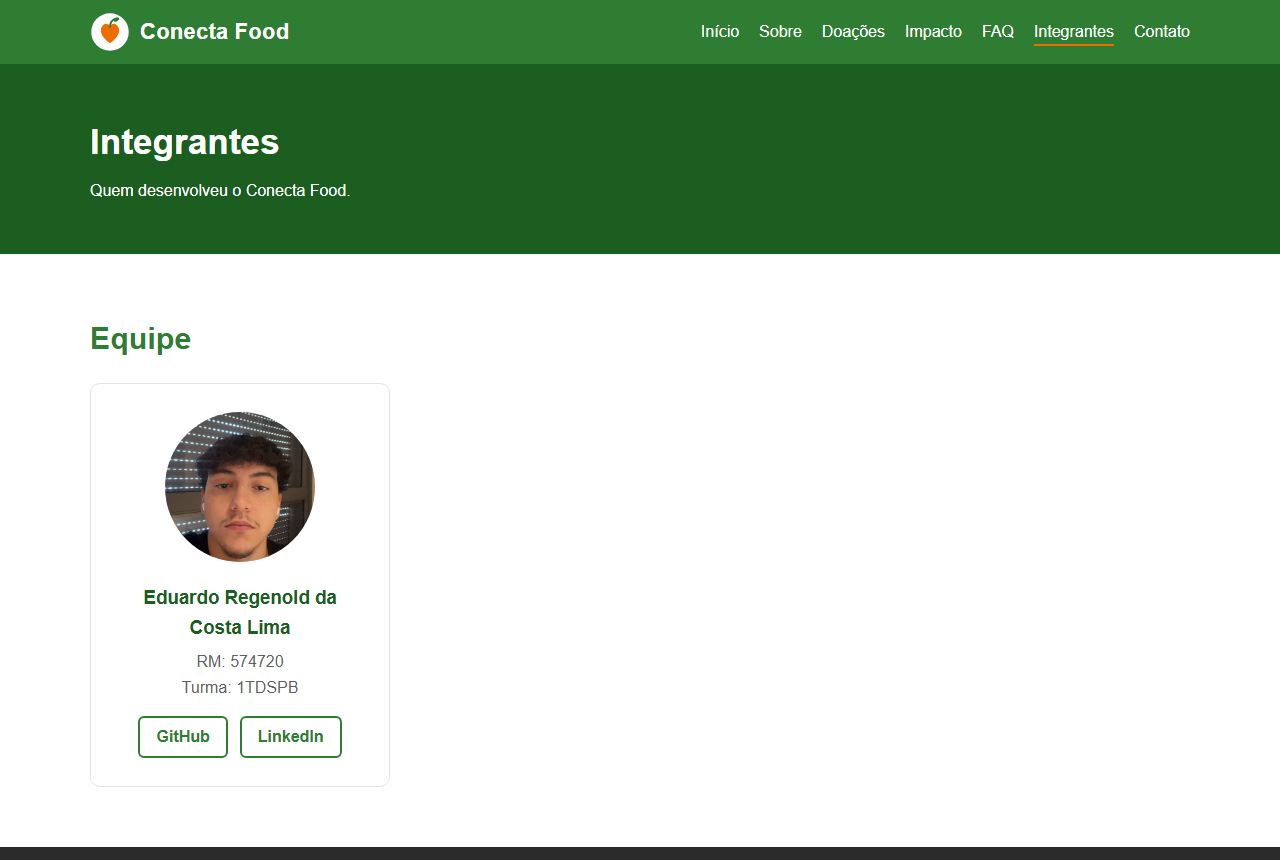 Conecta Food
Início Sobre Doações Impacto FAQ Integrantes Contato
Integrantes
Quem desenvolveu o Conecta Food.
Equipe
Eduardo Regenold da
Costa Lima
RM: 574720
Turma: 1TDSPB
GitHub LinkedIn